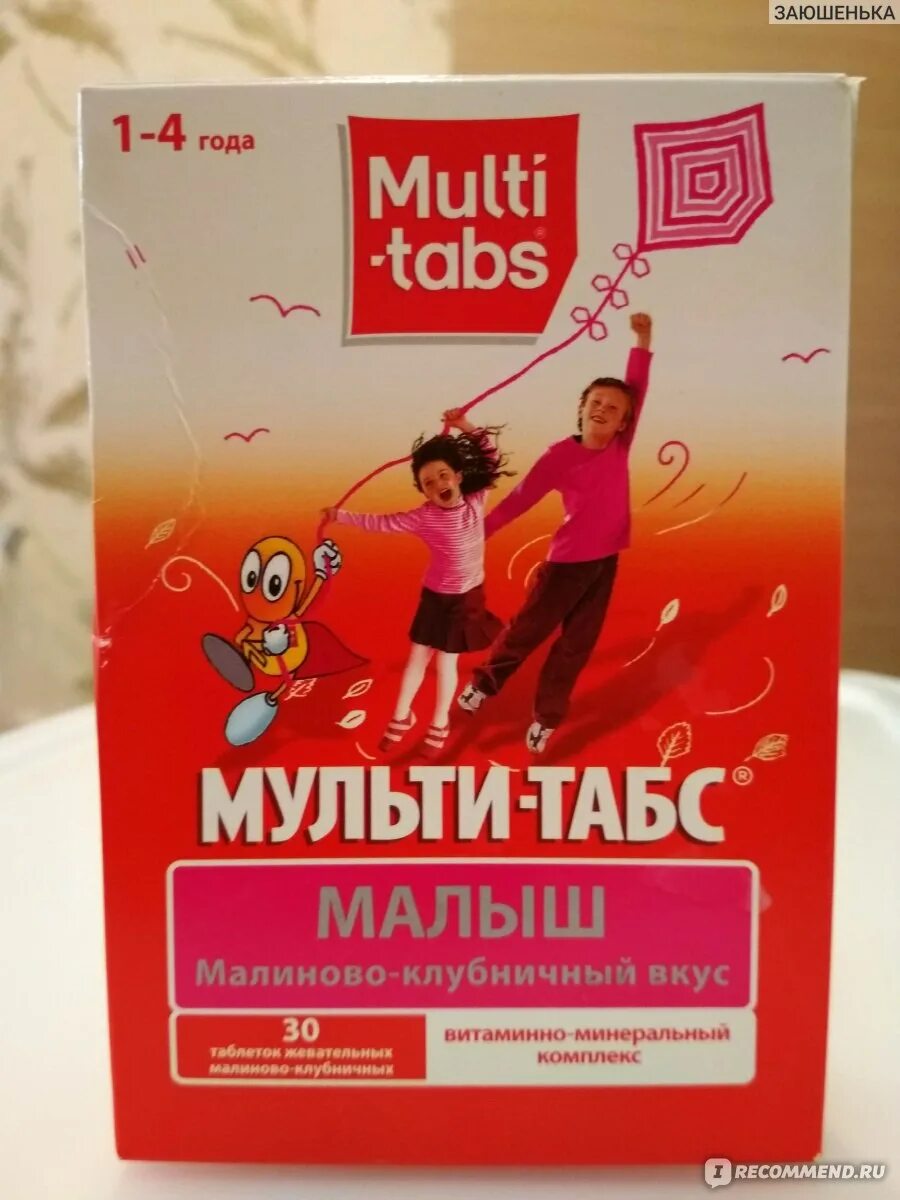 ЗАЮШЕНЬКА
1-4 года
Multi
-tabs®
МУЛЬТИ-ТАБС®
МАЛЫШ
Малиново-клубничный вкус
30
таблеток жевательных
малиново-клубничных
витаминно-минеральный
комплекс
IRECOMMEND.RU